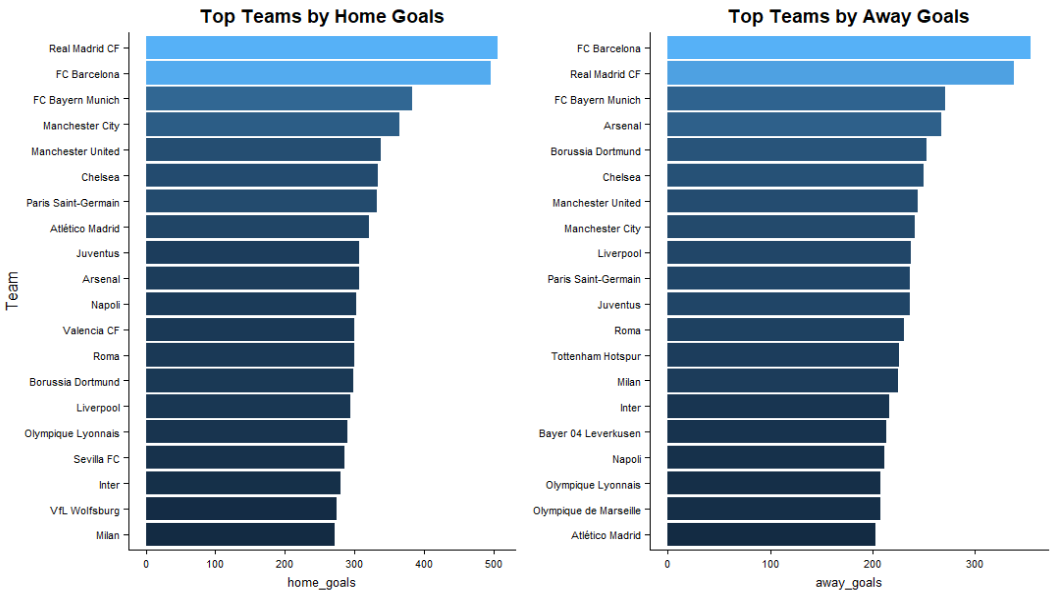 Top Teams by Home Goals
Team
Real Madrid CF
FC Barcelona
FC Bayern Munich
Manchester City
Manchester United
Chelsea
Paris Saint-Germain
Atlético Madrid
Juventus
Arsenal
Napoli
Valencia CF
Roma
Borussia Dortmund
Liverpool
Olympique Lyonnais
Sevilla FC
Inter
VfL Wolfsburg
Milan
0 100 200 300 400 500
home_goals
Top Teams by Away Goals
FC Barcelona
Real Madrid CF
FC Bayern Munich
Arsenal
Borussia Dortmund
Chelsea
Manchester United
Manchester City
Liverpool
Paris Saint-Germain
Juventus
Roma
Tottenham Hotspur
Milan
Inter
Bayer 04 Leverkusen
Napoli
Olympique Lyonnais
Olympique de Marseille
Atlético Madrid
0 100 200 300
away_goals